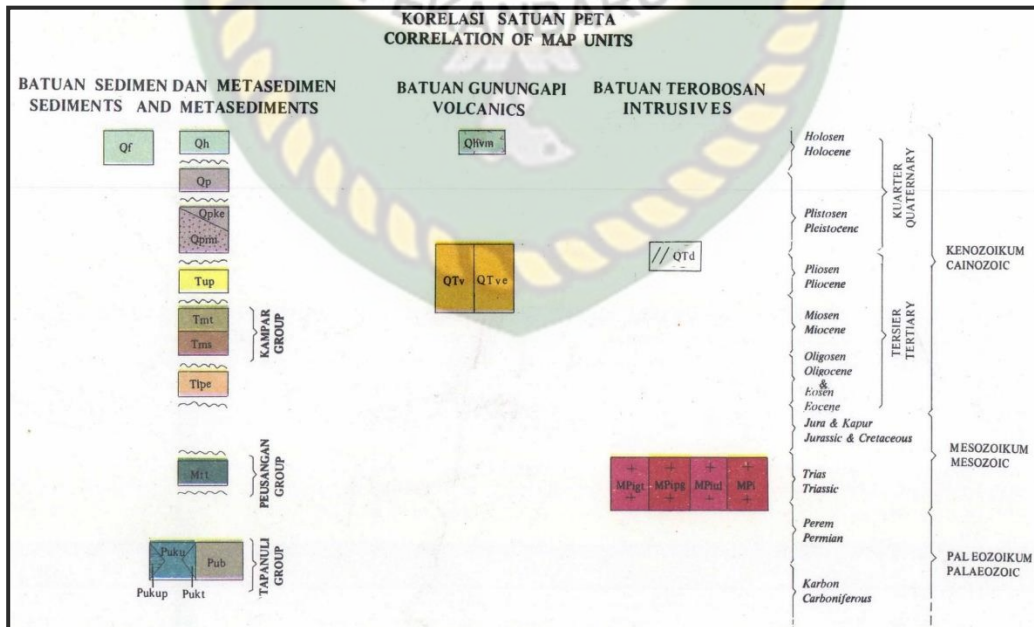 PEKANBARU
KORELASI SATUAN PETA
CORRELATION OF MAP UNITS
BATUAN SEDIMEN DAN METASEDIMEN
SEDIMENTS AND METASEDIMENTS
BATUAN GUNUNGAPI
VOLCANICS
BATUAN TEROBOSAN
INTRUSIVES
Qf
Qh
Qp
Qpke
Qpmi
Tup
Tmt
Tms
KAMPAR
GROUP
Tlpe
Mtt
PEUSANGAN
GROUP
Puku
Pub
Pukup
Pukt
TAPANULI
GROUP
Qhvm
QTv
QTve
QTd
MPigt
MPipg
MPiul
MPi
Holosen
Holocene
Plistosen
Pleistocene
Pliosen
Pliocene
Miosen
Miocene
Oligosen
Oligocene
&
Eosen
Eocene
Jura & Kapur
Jurassic & Cretaceous
Trias
Triassic
Perem
Permian
Karbon
Carboniferous
KUARTER
QUATERNARY
TERSIER
TERTIARY
KENOZOIKUM
CAINOZOIC
MESOZOIKUM
MESOZOIC
PALEOZOIKUM
PALAEOZOIC